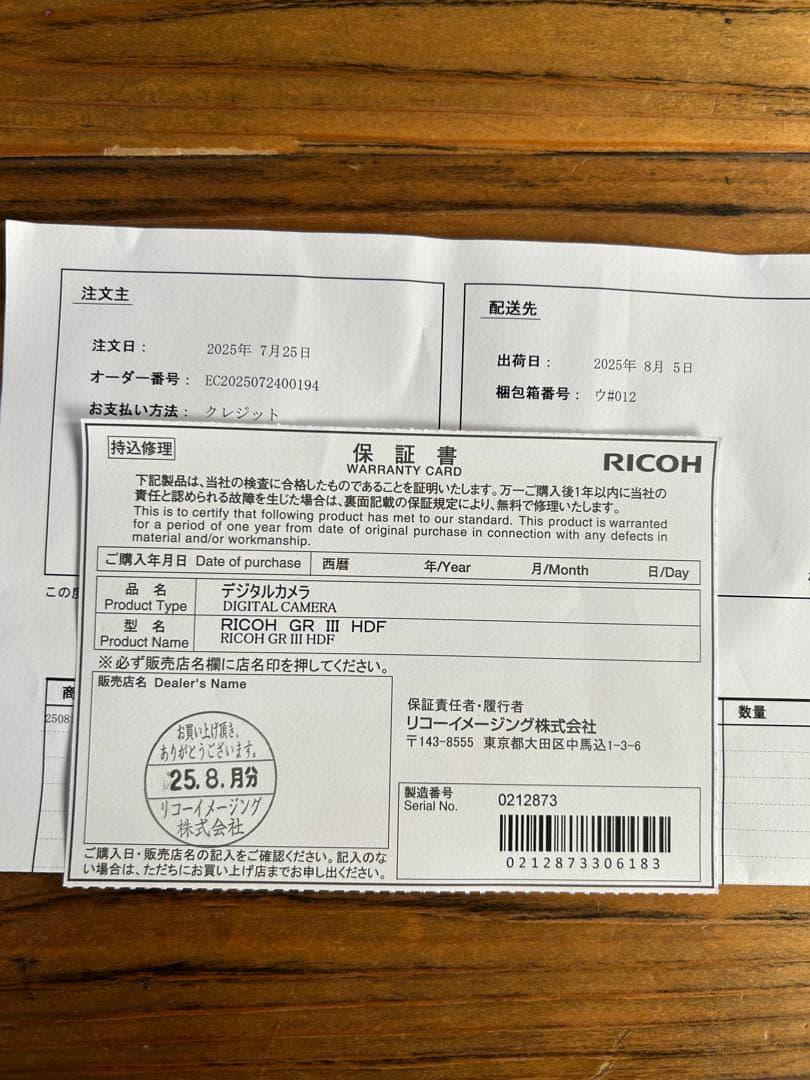 注文主
注文日： 2025年 7月25日
オーダー番号： EC2025072400194
お支払い方法： クレジット
配送先
出荷日： 2025年 8月 5日
梱包箱番号： ウ#012
持込修理
保証書
WARRANTY CARD
RICOH
下記製品は、当社の検査に合格したものであることを証明いたします。万一ご購入後1年以内に当社の
責任と認められる故障を生じた場合は、裏面記載の保証規定により、無料で修理いたします。
This is to certify that following product has met to our standard. This product is warranted
for a period of one year from date of original purchase in connection with any defects in
material and/or workmanship.
ご購入年月日 Date of purchase 西暦 年/Year 月/Month 日/Day
品名 デジタルカメラ
Product Type DIGITAL CAMERA
型名 RICOH GR III HDF
Product Name RICOH GR III HDF
※必ず販売店名欄に店名印を押してください。
販売店名 Dealer's Name
お買い上げ頂き、
ありがとうございます。
25.8.月分
リコーイメージング
株式会社
ご購入日・販売店名の記入をご確認ください。記入のな
い場合は、ただちにお買い上げ店までお申し出ください。
保証責任者・履行者
リコーイメージング株式会社
〒143-8555 東京都大田区中馬込1-3-6
製造番号
Serial No. 0212873
0212873306183
この
商
2508
数量